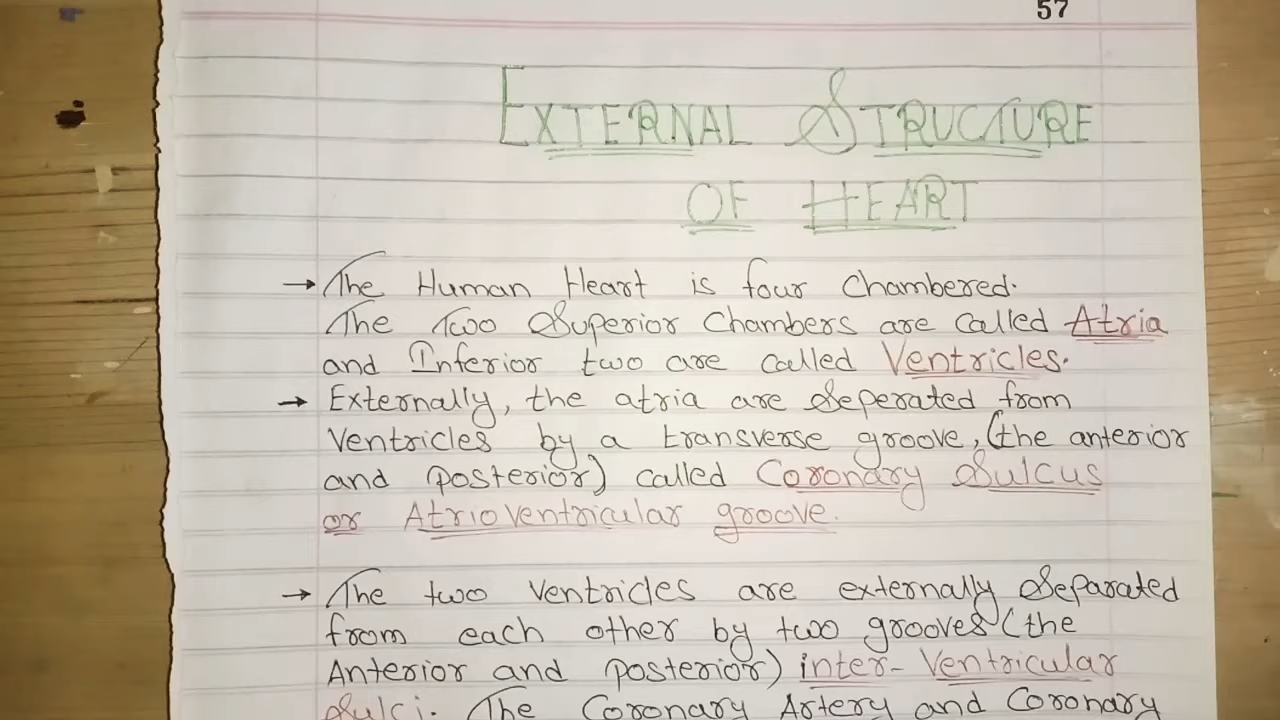 57
EXTERNAL STRUCTURE
OF HEART
→ The Human Heart is four Chambered.
The Two Superior Chambers are called Atria
and Inferior two are called Ventricles.
→ Externally, the atria are Seperated from
Ventricles by a transverse groove, (the anterior
and posterior) called Coronary Sulcus
or Atrioventricular groove.
→ The two ventricles are externally Separated
from each other by two grooves (the
Anterior and posterior) inter-Ventricular
Sulci. The Coronary Artery and Coronary